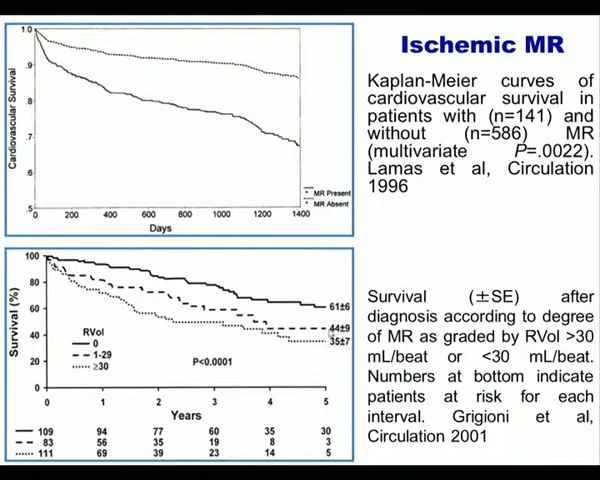 Ischemic MR
Kaplan-Meier curves of
cardiovascular survival in
patients with (n=141) and
without (n=586) MR
(multivariate P=.0022).
Lamas et al, Circulation
1996
Cardiovascular Survival
1.0
.9
.8
.7
.6
.5
0 200 400 600 800 1000 1200 1400
Days
MR Present
MR Absent
Survival (±SE) after
diagnosis according to degree
of MR as graded by RVol >30
mL/beat or <30 mL/beat.
Numbers at bottom indicate
patients at risk for each
interval. Grigioni et al,
Circulation 2001
Survival (%)
100
80
60
40
20
0
61±6
44±9
35±7
RVol
0
1-29
≥30
P<0.0001
0 1 2 3 4 5
Years
109 94 77 60 35 30
83 56 35 19 8 3
111 69 39 23 14 5